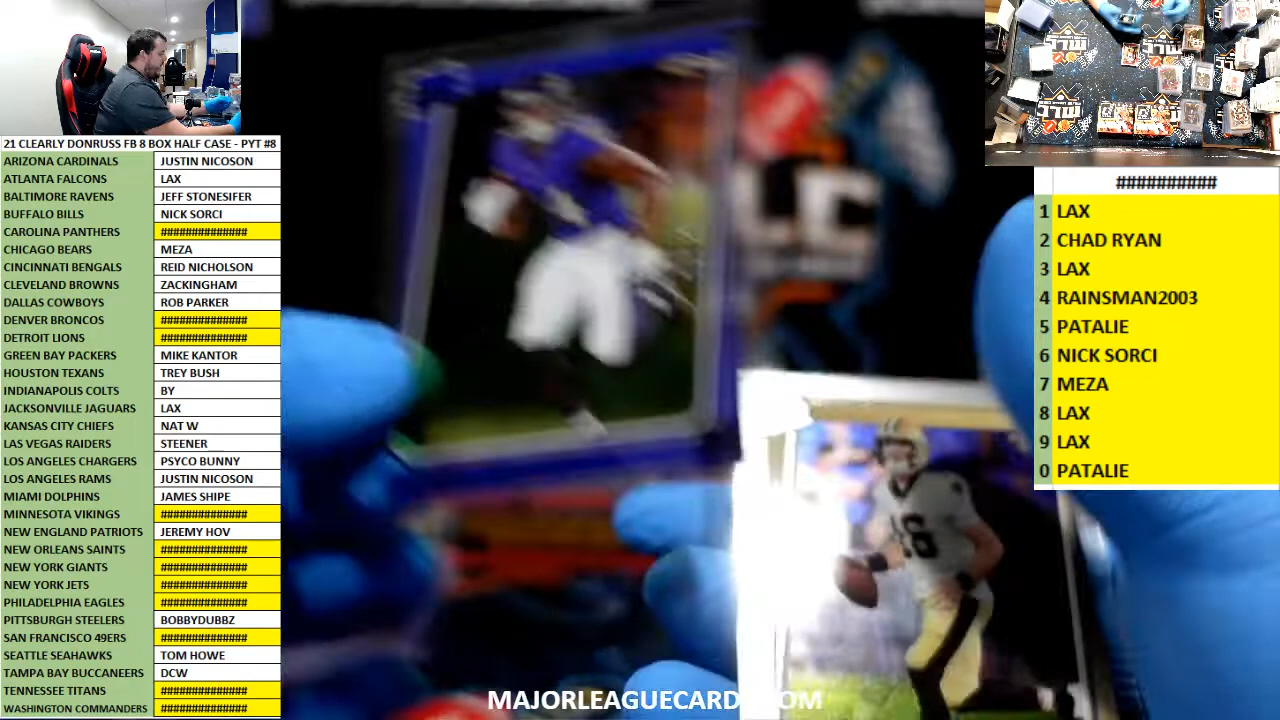 21 CLEARLY DONRUSS FB 8 BOX HALF CASE - PYT #8
ARIZONA CARDINALS JUSTIN NICOSON
ATLANTA FALCONS LAX
BALTIMORE RAVENS JEFF STONESIFER
BUFFALO BILLS NICK SORCI
CAROLINA PANTHERS ##############
CHICAGO BEARS MEZA
CINCINNATI BENGALS REID NICHOLSON
CLEVELAND BROWNS ZACKINGHAM
DALLAS COWBOYS ROB PARKER
DENVER BRONCOS ##############
DETROIT LIONS ##############
GREEN BAY PACKERS MIKE KANTOR
HOUSTON TEXANS TREY BUSH
INDIANAPOLIS COLTS BY
JACKSONVILLE JAGUARS LAX
KANSAS CITY CHIEFS NAT W
LAS VEGAS RAIDERS STEENER
LOS ANGELES CHARGERS PSYCO BUNNY
LOS ANGELES RAMS JUSTIN NICOSON
MIAMI DOLPHINS JAMES SHIPE
MINNESOTA VIKINGS ##############
NEW ENGLAND PATRIOTS JEREMY HOV
NEW ORLEANS SAINTS ##############
NEW YORK GIANTS ##############
NEW YORK JETS ##############
PHILADELPHIA EAGLES ##############
PITTSBURGH STEELERS BOBBYDUBBZ
SAN FRANCISCO 49ERS ##############
SEATTLE SEAHAWKS TOM HOWE
TAMPA BAY BUCCANEERS DCW
TENNESSEE TITANS ##############
WASHINGTON COMMANDERS ##############
LC
16
##########
1 LAX
2 CHAD RYAN
3 LAX
4 RAINSMAN2003
5 PATALIE
6 NICK SORCI
7 MEZA
8 LAX
9 LAX
0 PATALIE